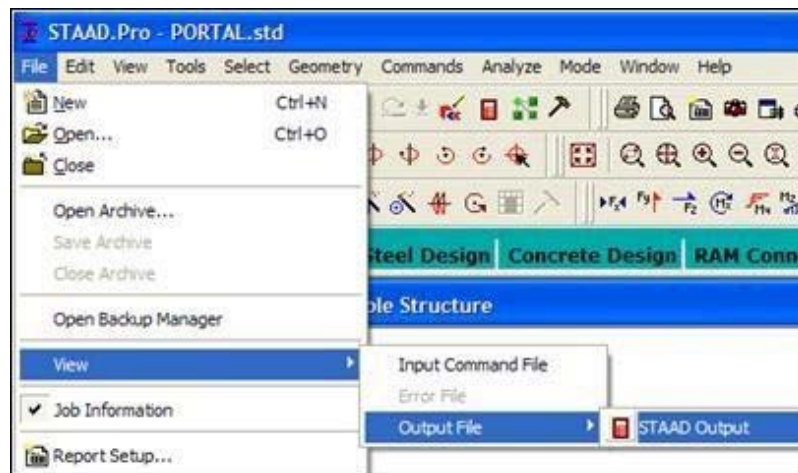 STAAD.Pro - PORTAL.std
File Edit View Tools Select Geometry Commands Analyze Mode Window Help
New Ctrl+N
Open... Ctrl+O
Close
Open Archive...
Save Archive
Close Archive
Steel Design Concrete Design RAM Conn
ole Structure
Open Backup Manager
View
Input Command File
Error File
Output File
STAAD Output
Job Information
Report Setup...